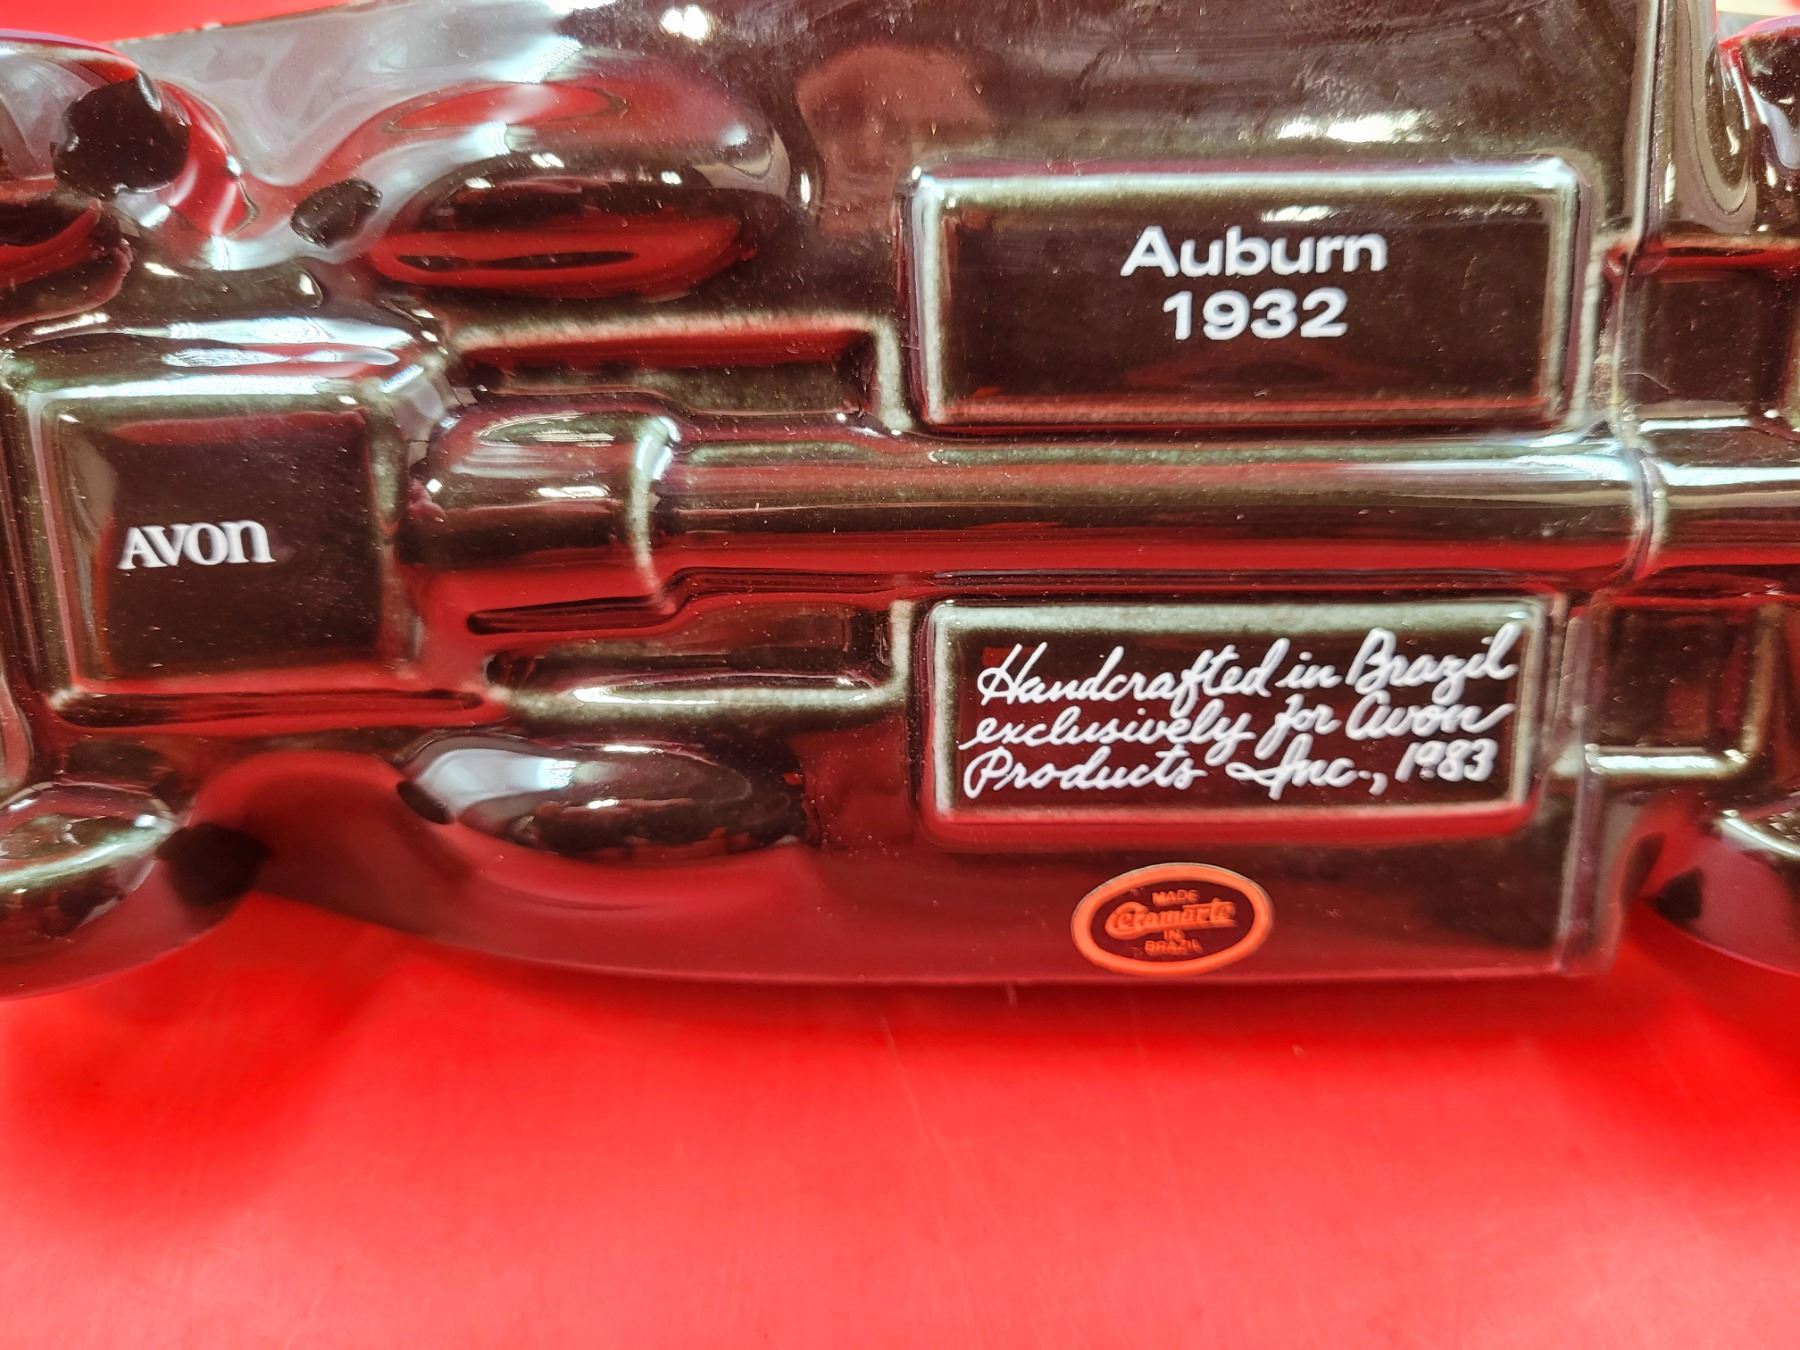 Auburn
1932
AVON
Handcrafted in Brazil
exclusively for Avon
Products Inc., 1983
MADE
Ceramarte
IN
BRAZIL